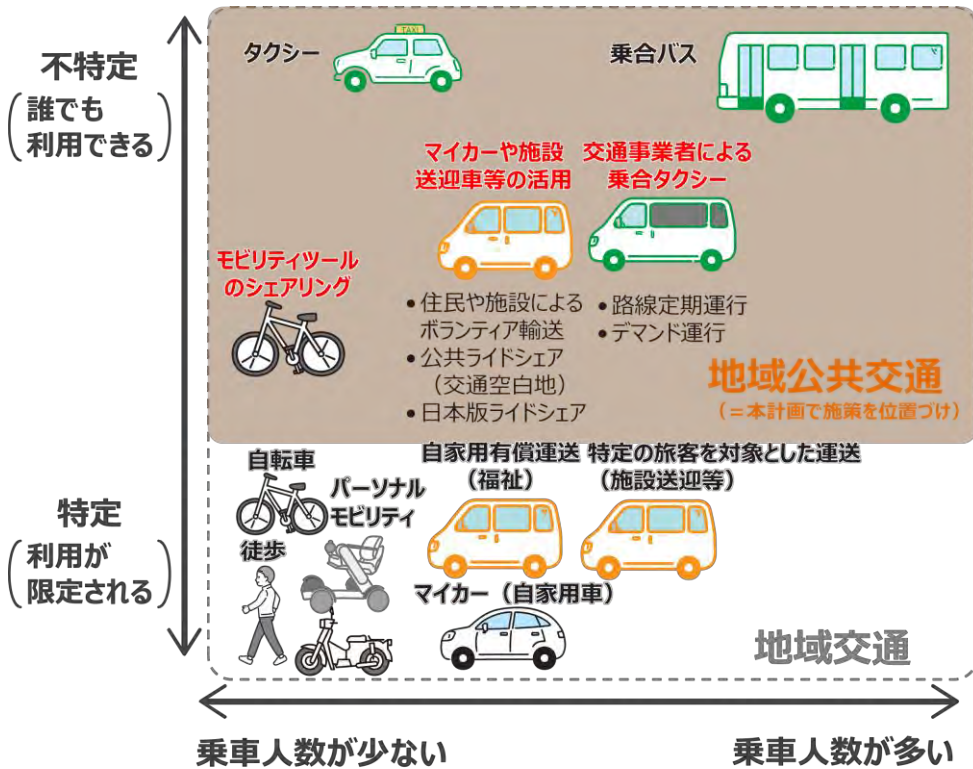 不特定
(誰でも
利用できる)
タクシー
TAXI
乗合バス
マイカーや施設
送迎車等の活用
交通事業者による
乗合タクシー
モビリティツール
のシェアリング
• 住民や施設による
ボランティア輸送
• 公共ライドシェア
(交通空白地)
• 日本版ライドシェア
• 路線定期運行
• デマンド運行
地域公共交通
(=本計画で施策を位置づけ)
特定
(利用が
限定される)
自転車
パーソナル
モビリティ
徒歩
自家用有償運送
(福祉)
特定の旅客を対象とした運送
(施設送迎等)
マイカー(自家用車)
地域交通
乗車人数が少ない
乗車人数が多い